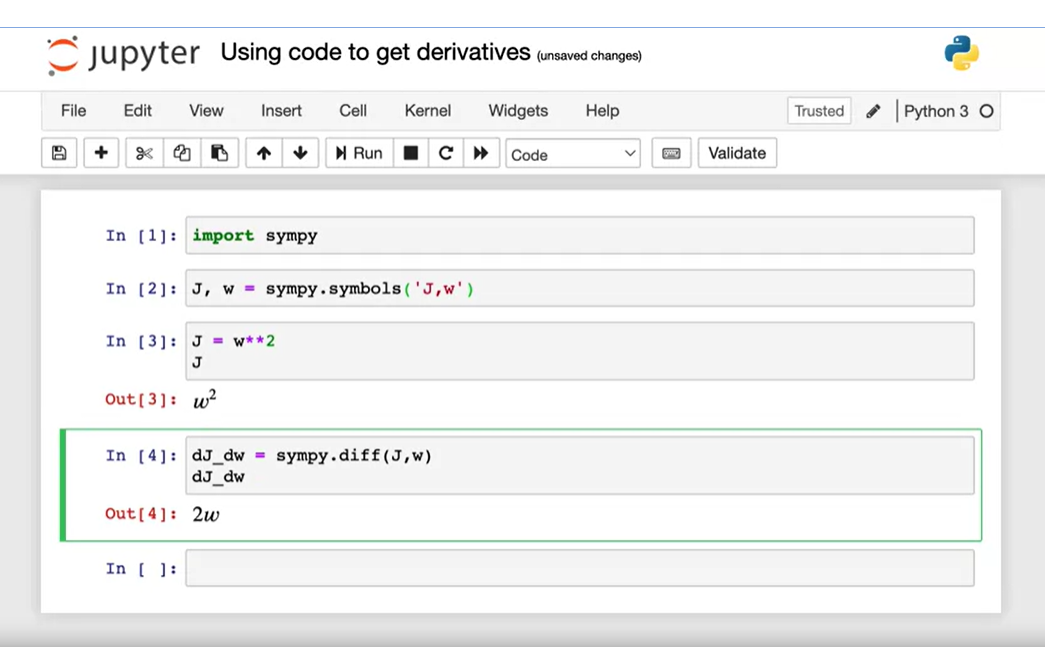 jupyter Using code to get derivatives (unsaved changes)
File Edit View Insert Cell Kernel Widgets Help Trusted Python 3
Run Code Validate
In [1]: import sympy
In [2]: J, w = sympy.symbols('J,w')
In [3]: J = w**2
J
Out[3]: w²
In [4]: dJ_dw = sympy.diff(J,w)
dJ_dw
Out[4]: 2w
In [ ]: